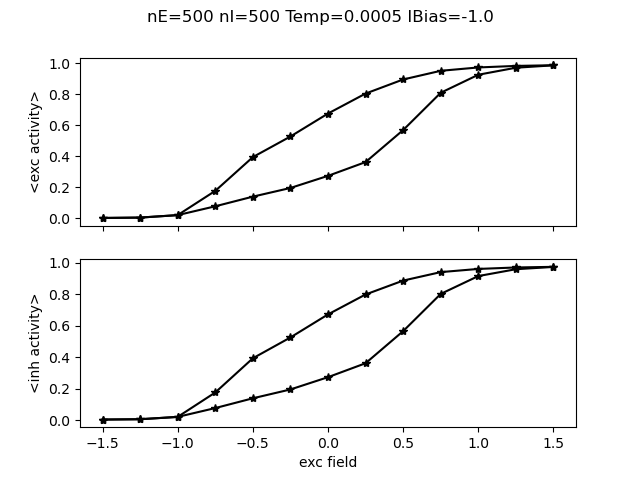 nE=500 nI=500 Temp=0.0005 IBias=-1.0
1.0
0.8
0.6
0.4
0.2
0.0
<exc activity>
1.0
0.8
0.6
0.4
0.2
0.0
<inh activity>
−1.5 −1.0 −0.5 0.0 0.5 1.0 1.5
exc field